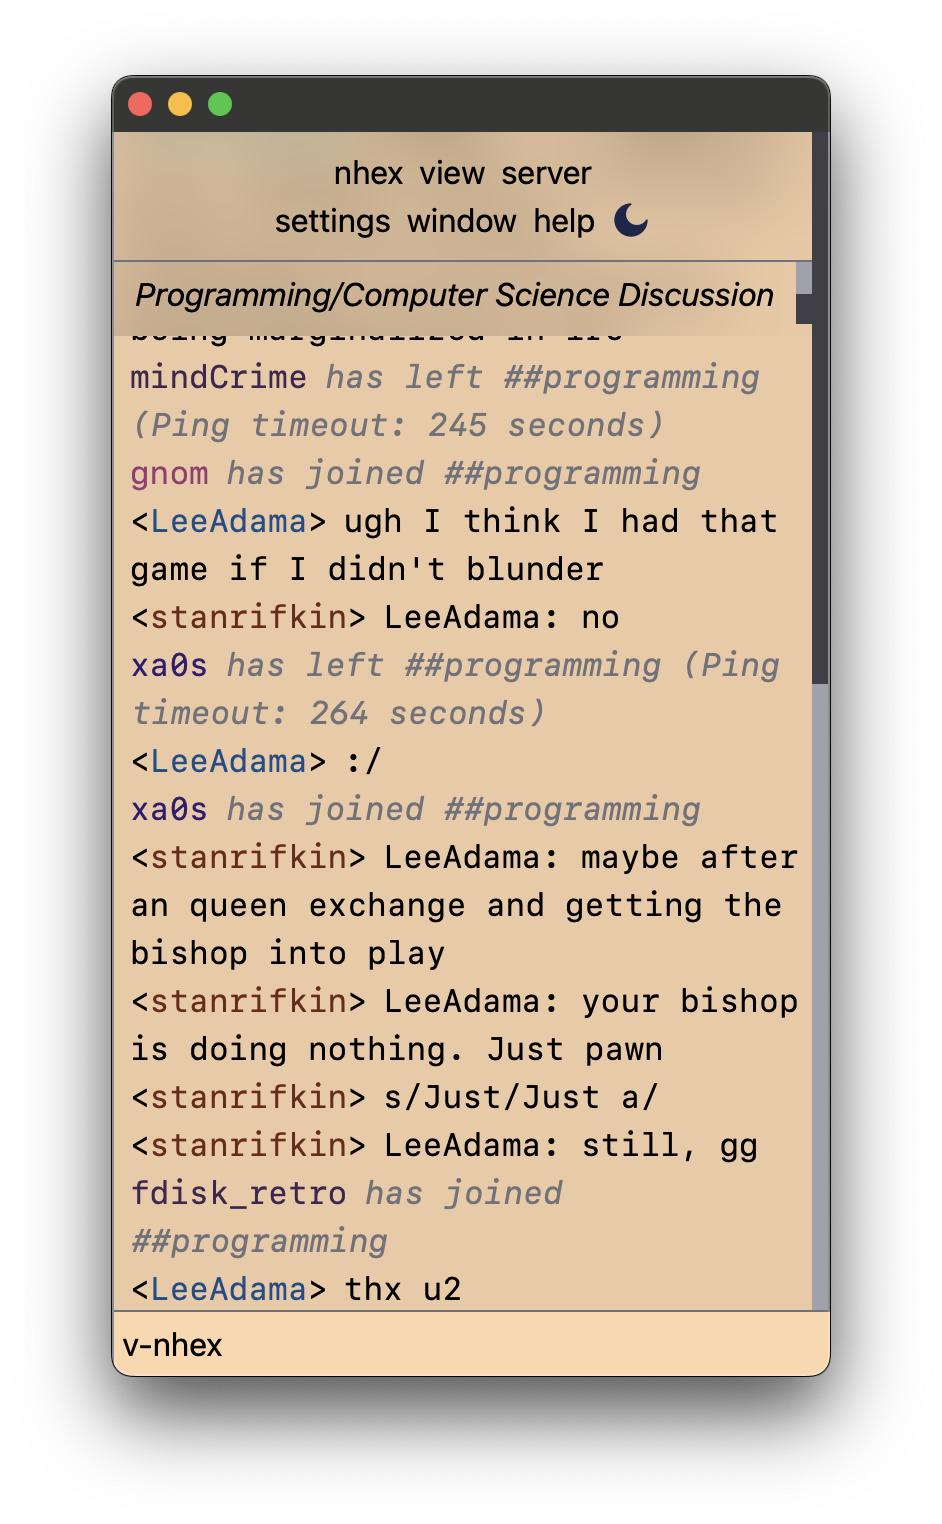 nhex view server
settings window help
Programming/Computer Science Discussion
being marginalized in irc
mindCrime has left ##programming
(Ping timeout: 245 seconds)
gnom has joined ##programming
<LeeAdama> ugh I think I had that
game if I didn't blunder
<stanrifkin> LeeAdama: no
xa0s has left ##programming (Ping
timeout: 264 seconds)
<LeeAdama> :/
xa0s has joined ##programming
<stanrifkin> LeeAdama: maybe after
an queen exchange and getting the
bishop into play
<stanrifkin> LeeAdama: your bishop
is doing nothing. Just pawn
<stanrifkin> s/Just/Just a/
<stanrifkin> LeeAdama: still, gg
fdisk_retro has joined
##programming
<LeeAdama> thx u2
v-nhex